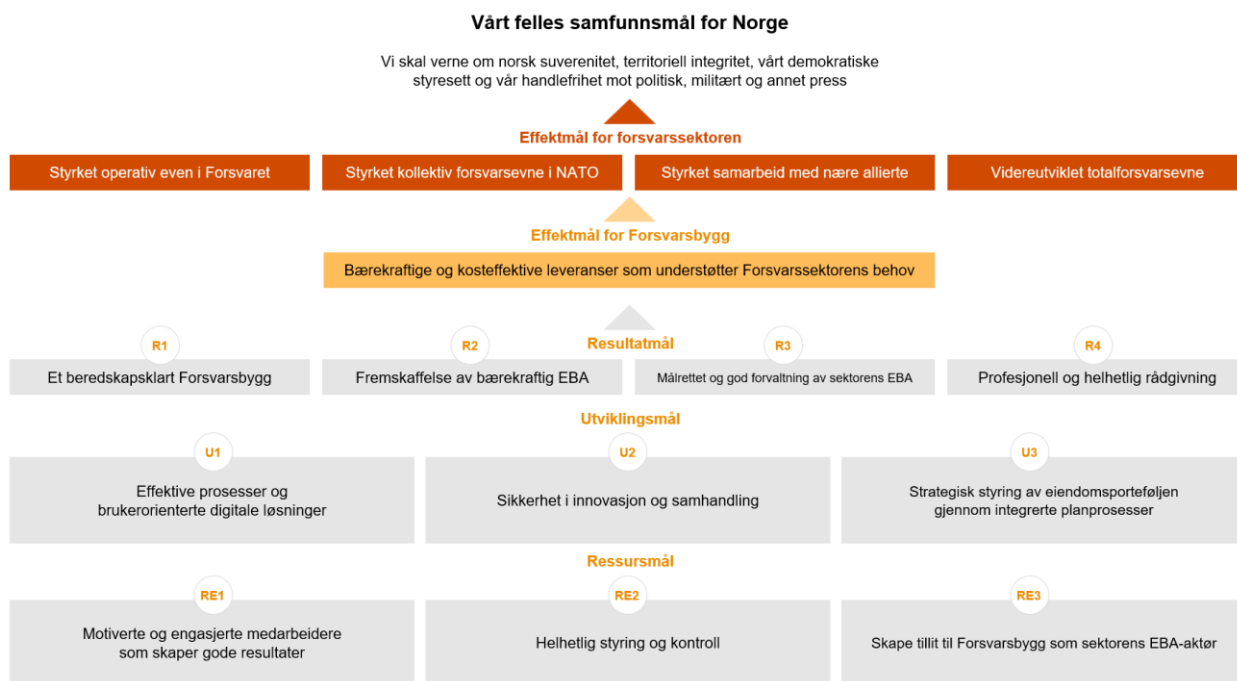 Vårt felles samfunnsmål for Norge
Vi skal verne om norsk suverenitet, territoriell integritet, vårt demokratiske
styresett og vår handlefrihet mot politisk, militært og annet press
Effektmål for forsvarssektoren
Styrket operativ even i Forsvaret
Styrket kollektiv forsvarsevne i NATO
Styrket samarbeid med nære allierte
Videreutviklet totalforsvarsevne
Effektmål for Forsvarsbygg
Bærekraftige og kosteffektive leveranser som understøtter Forsvarssektorens behov
Resultatmål
R1
Et beredskapsklart Forsvarsbygg
R2
Fremskaffelse av bærekraftig EBA
R3
Målrettet og god forvaltning av sektorens EBA
R4
Profesjonell og helhetlig rådgivning
Utviklingsmål
U1
Effektive prosesser og
brukerorienterte digitale løsninger
U2
Sikkerhet i innovasjon og samhandling
U3
Strategisk styring av eiendomsporteføljen
gjennom integrerte planprosesser
Ressursmål
RE1
Motiverte og engasjerte medarbeidere
som skaper gode resultater
RE2
Helhetlig styring og kontroll
RE3
Skape tillit til Forsvarsbygg som sektorens EBA-aktør